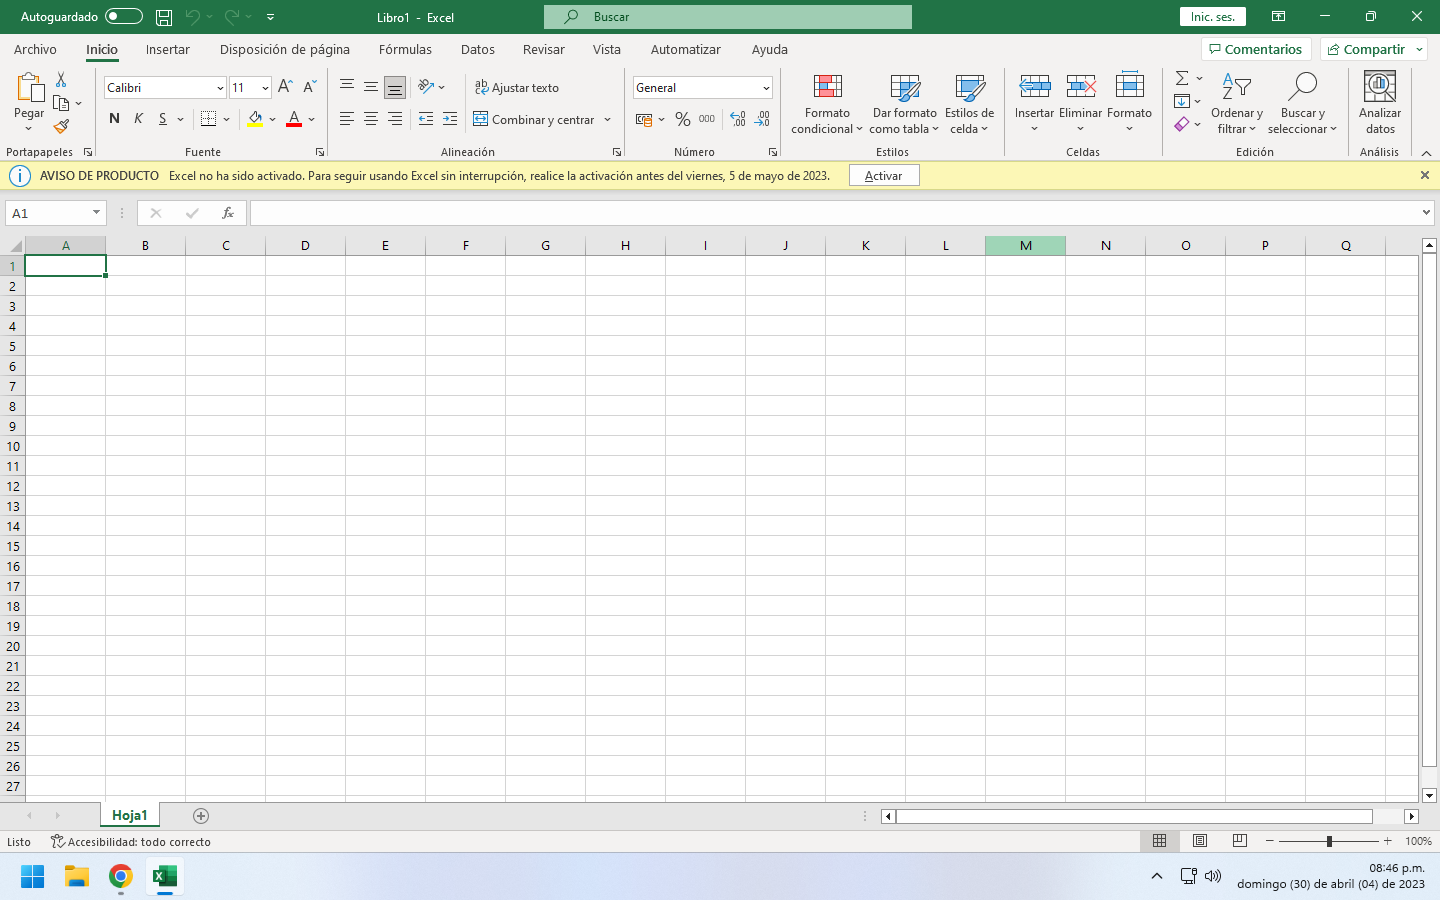 Autoguardado
Libro1 - Excel
Buscar
Inic. ses.
Archivo Inicio Insertar Disposición de página Fórmulas Datos Revisar Vista Automatizar Ayuda
Comentarios Compartir
Pegar
Portapapeles
Calibri 11
N K S A
Fuente
ab Ajustar texto
Combinar y centrar
Alineación
General
% 000 ,00 ,00
Número
Formato condicional
Dar formato como tabla
Estilos de celda
Estilos
Insertar Eliminar Formato
Celdas
Ordenar y filtrar
Buscar y seleccionar
Edición
Analizar datos
Análisis
AVISO DE PRODUCTO Excel no ha sido activado. Para seguir usando Excel sin interrupción, realice la activación antes del viernes, 5 de mayo de 2023. Activar
A1 fx
A B C D E F G H I J K L M N O P Q
1
2
3
4
5
6
7
8
9
10
11
12
13
14
15
16
17
18
19
20
21
22
23
24
25
26
27
Hoja1
Listo Accesibilidad: todo correcto 100%
08:46 p.m.
domingo (30) de abril (04) de 2023